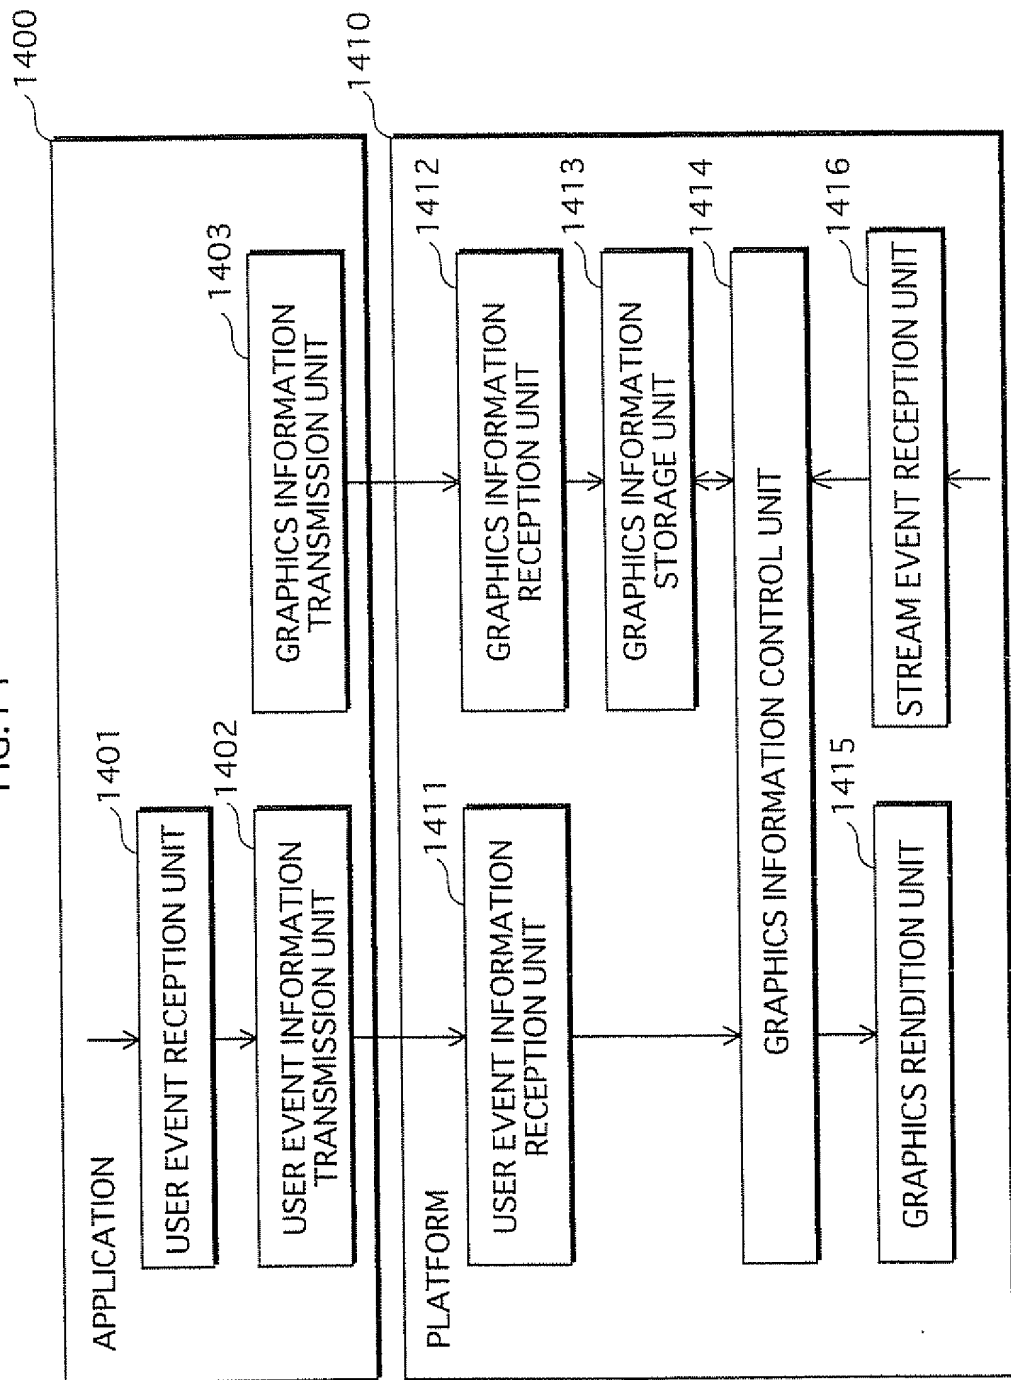 FIG. 14
1400
APPLICATION
1401
USER EVENT RECEPTION UNIT
1402
USER EVENT INFORMATION
TRANSMISSION UNIT
1403
GRAPHICS INFORMATION
TRANSMISSION UNIT
1410
PLATFORM
1411
USER EVENT INFORMATION
RECEPTION UNIT
1412
GRAPHICS INFORMATION
RECEPTION UNIT
1413
GRAPHICS INFORMATION
STORAGE UNIT
1414
GRAPHICS INFORMATION CONTROL UNIT
1415
GRAPHICS RENDITION UNIT
1416
STREAM EVENT RECEPTION UNIT